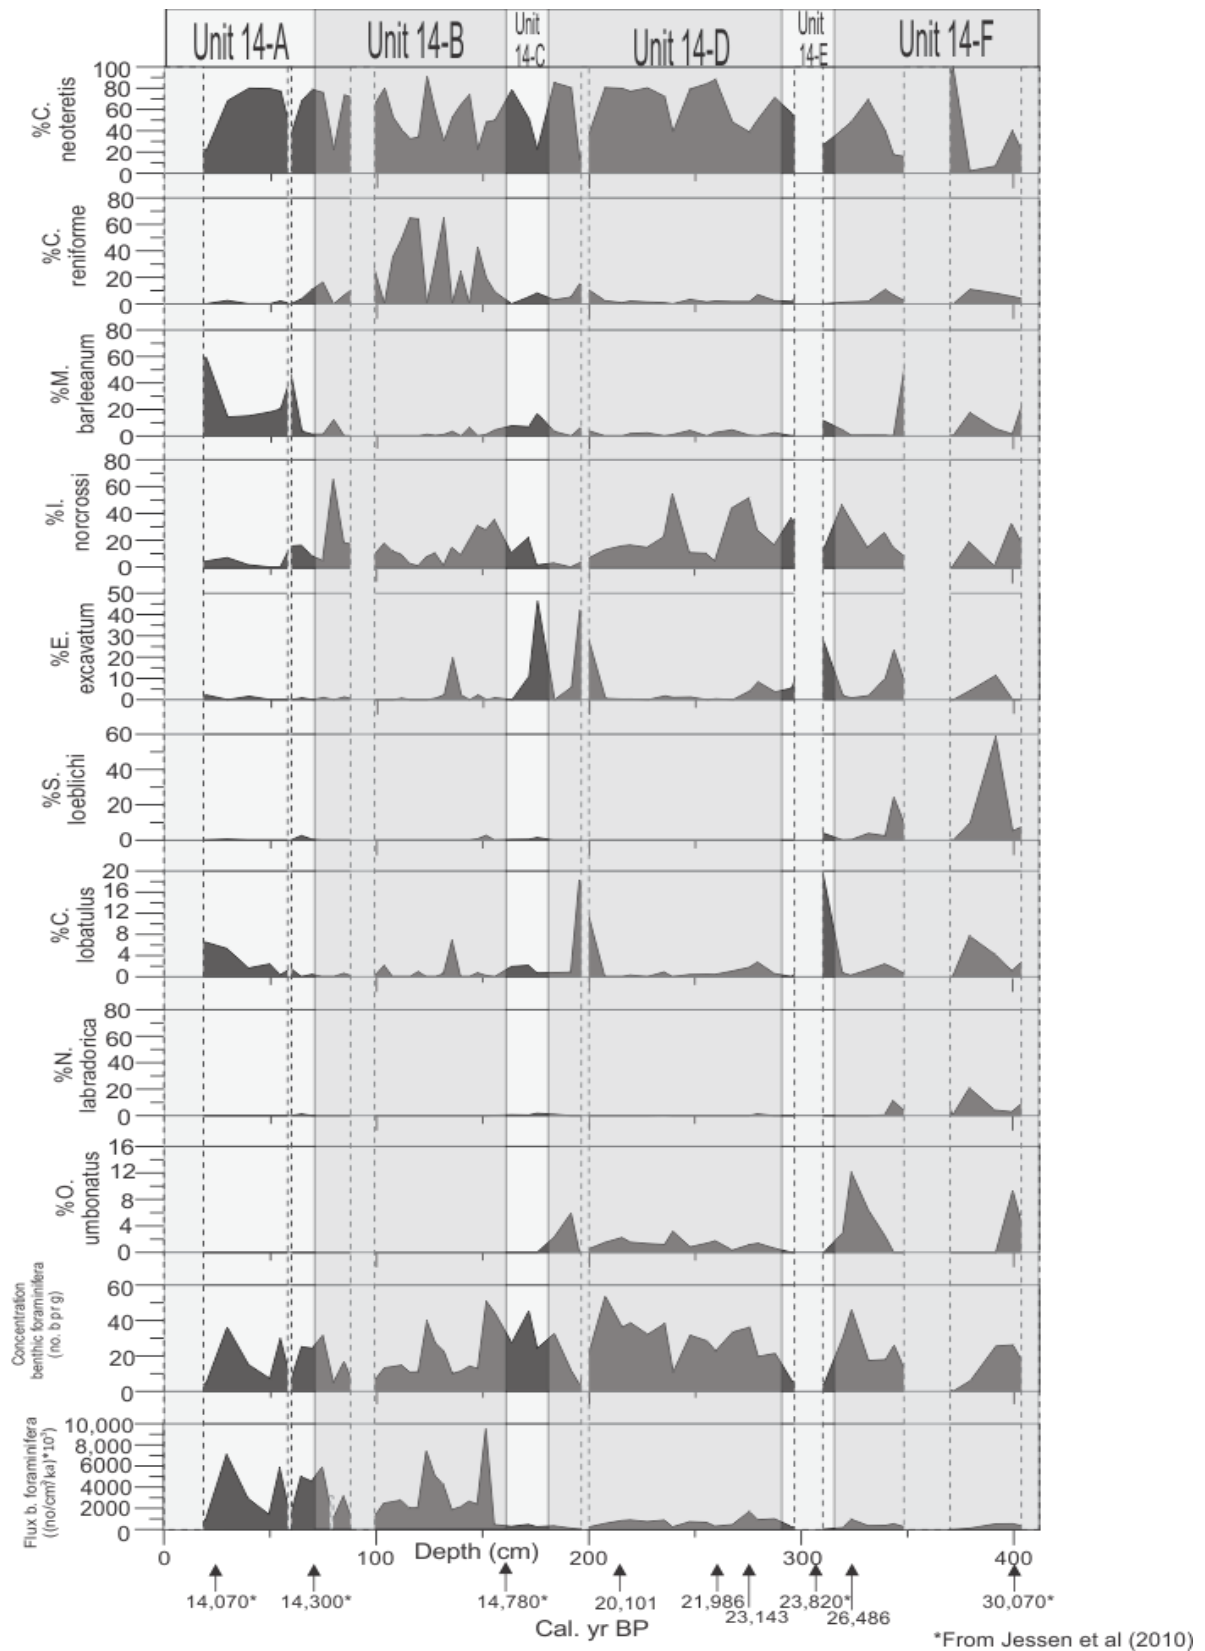 Unit 14-A
Unit 14-B
Unit
14-C
Unit 14-D
Unit
14-E
Unit 14-F
%C.
neoteretis
100
80
60
40
20
0
%C.
reniforme
80
60
40
20
0
%M.
barleeanum
80
60
40
20
0
%I.
norcrossi
80
60
40
20
0
%E.
excavatum
50
40
30
20
10
0
%S.
loeblichi
60
40
20
0
%C.
lobatulus
20
16
12
8
4
0
%N.
labradorica
80
60
40
20
0
%O.
umbonatus
16
12
8
4
0
Concentration
benthic foraminifera
(no. b p r g)
60
40
20
0
Flux b. foraminifera
((no/cm²/ka)*10³)
10,000
8,000
6000
4000
2000
0
0 100 Depth (cm) 200 300 400
14,070* 14,300* 14,780* 20,101 21,986 23,143 23,820* 26,486 30,070*
Cal. yr BP
*From Jessen et al (2010)